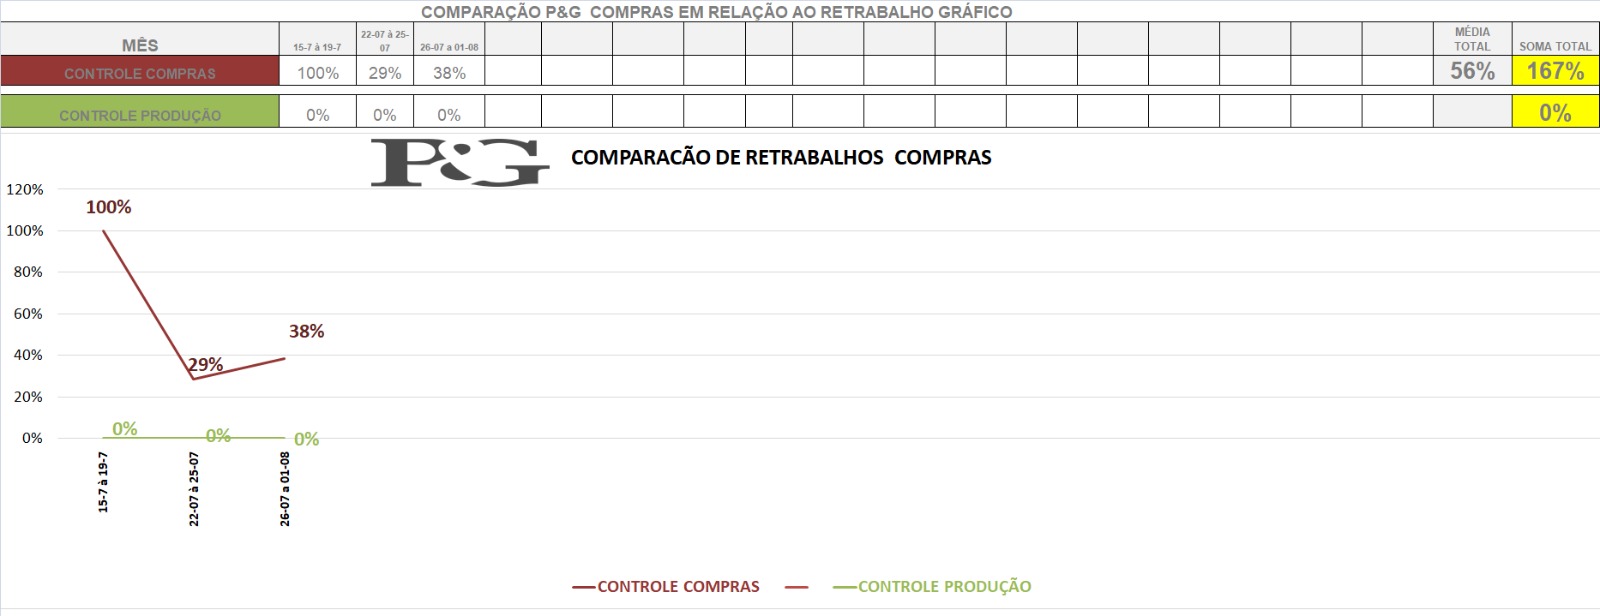 COMPARAÇÃO P&G COMPRAS EM RELAÇÃO AO RETRABALHO GRÁFICO
MÊS 15-7 à 19-7 22-07 à 25-07 26-07 a 01-08 MÉDIA TOTAL SOMA TOTAL
CONTROLE COMPRAS 100% 29% 38% 56% 167%
CONTROLE PRODUÇÃO 0% 0% 0% 0%
P&G COMPARACÃO DE RETRABALHOS COMPRAS
120%
100%
80%
60%
40%
20%
0%
100%
29%
38%
0%
0%
0%
15-7 à 19-7
22-07 à 25-07
26-07 a 01-08
CONTROLE COMPRAS CONTROLE PRODUÇÃO